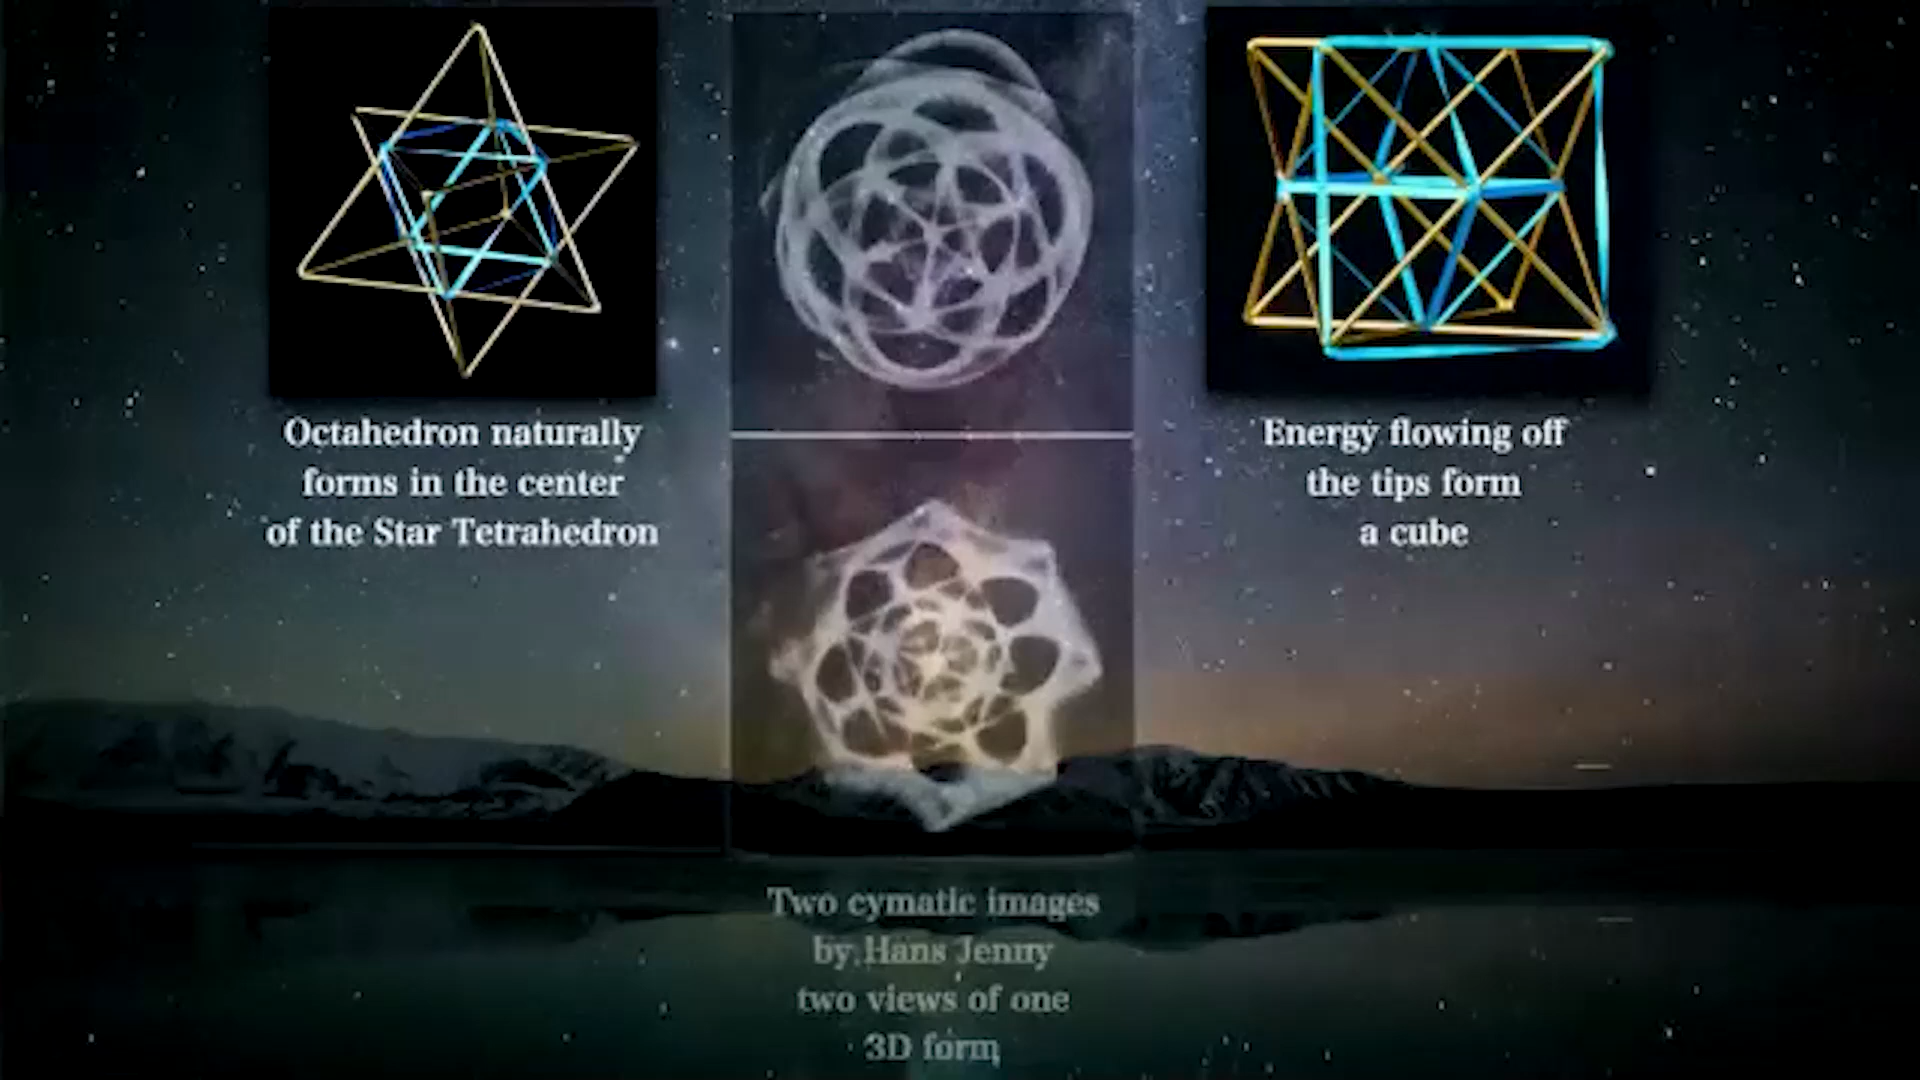 Octahedron naturally
forms in the center
of the Star Tetrahedron
Energy flowing off
the tips form
a cube
Two cymatic images
by Hans Jenny
two views of one
3D form